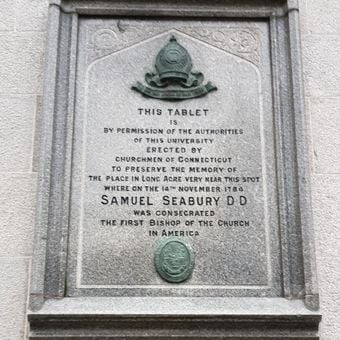 THIS TABLET
IS
BY PERMISSION OF THE AUTHORITIES
OF THIS UNIVERSITY
ERECTED BY
CHURCHMEN OF CONNECTICUT
TO PRESERVE THE MEMORY OF
THE PLACE IN LONG ACRE VERY NEAR THIS SPOT
WHERE ON THE 14TH NOVEMBER 1784
SAMUEL SEABURY D D
WAS CONSECRATED
THE FIRST BISHOP OF THE CHURCH
IN AMERICA